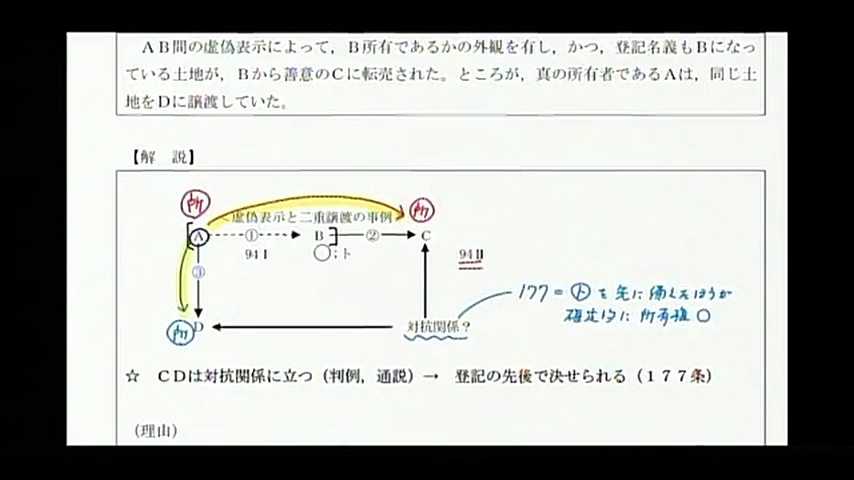 ＡＢ間の虚偽表示によって，Ｂ所有であるかの外観を有し，かつ，登記名義もＢになっ
ている土地が，Ｂから善意のＣに転売された。ところが，真の所有者であるＡは，同じ土
地をＤに譲渡していた。
【解　説】
所
虚偽表示と二重譲渡の事例
所
A
①
B
②
C
94Ⅰ
○：ト
94Ⅱ
③
177＝ト を先に備えたほうが
確定的に所有権○
所
D
対抗関係？
☆　ＣＤは対抗関係に立つ（判例，通説）→　登記の先後で決せられる（１７７条）
（理由）